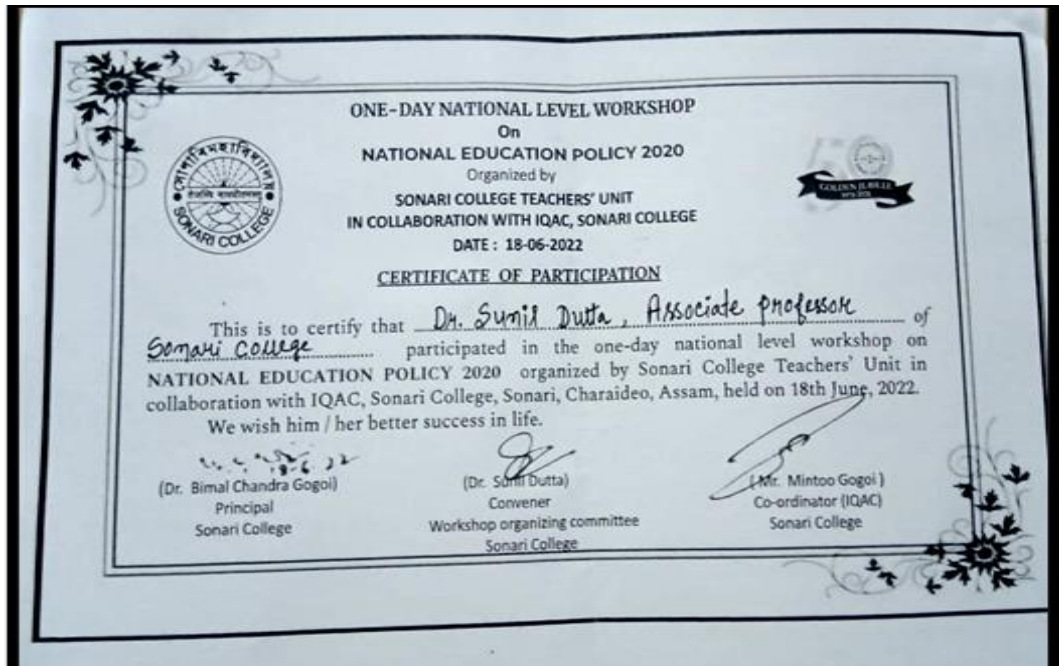 ONE-DAY NATIONAL LEVEL WORKSHOP
On
NATIONAL EDUCATION POLICY 2020
Organized by
SONARI COLLEGE TEACHERS' UNIT
IN COLLABORATION WITH IQAC, SONARI COLLEGE
DATE : 18-06-2022
SONARI COLLEGE
GOLDEN JUBILEE
CERTIFICATE OF PARTICIPATION
This is to certify that Dr. Sunil Dutta, Associate professor of
Sonari College participated in the one-day national level workshop on
NATIONAL EDUCATION POLICY 2020 organized by Sonari College Teachers' Unit in
collaboration with IQAC, Sonari College, Sonari, Charaideo, Assam, held on 18th June, 2022.
We wish him / her better success in life.
(Dr. Bimal Chandra Gogoi)
Principal
Sonari College
(Dr. Sunil Dutta)
Convener
Workshop organizing committee
Sonari College
(Mr. Mintoo Gogoi )
Co-ordinator (IQAC)
Sonari College